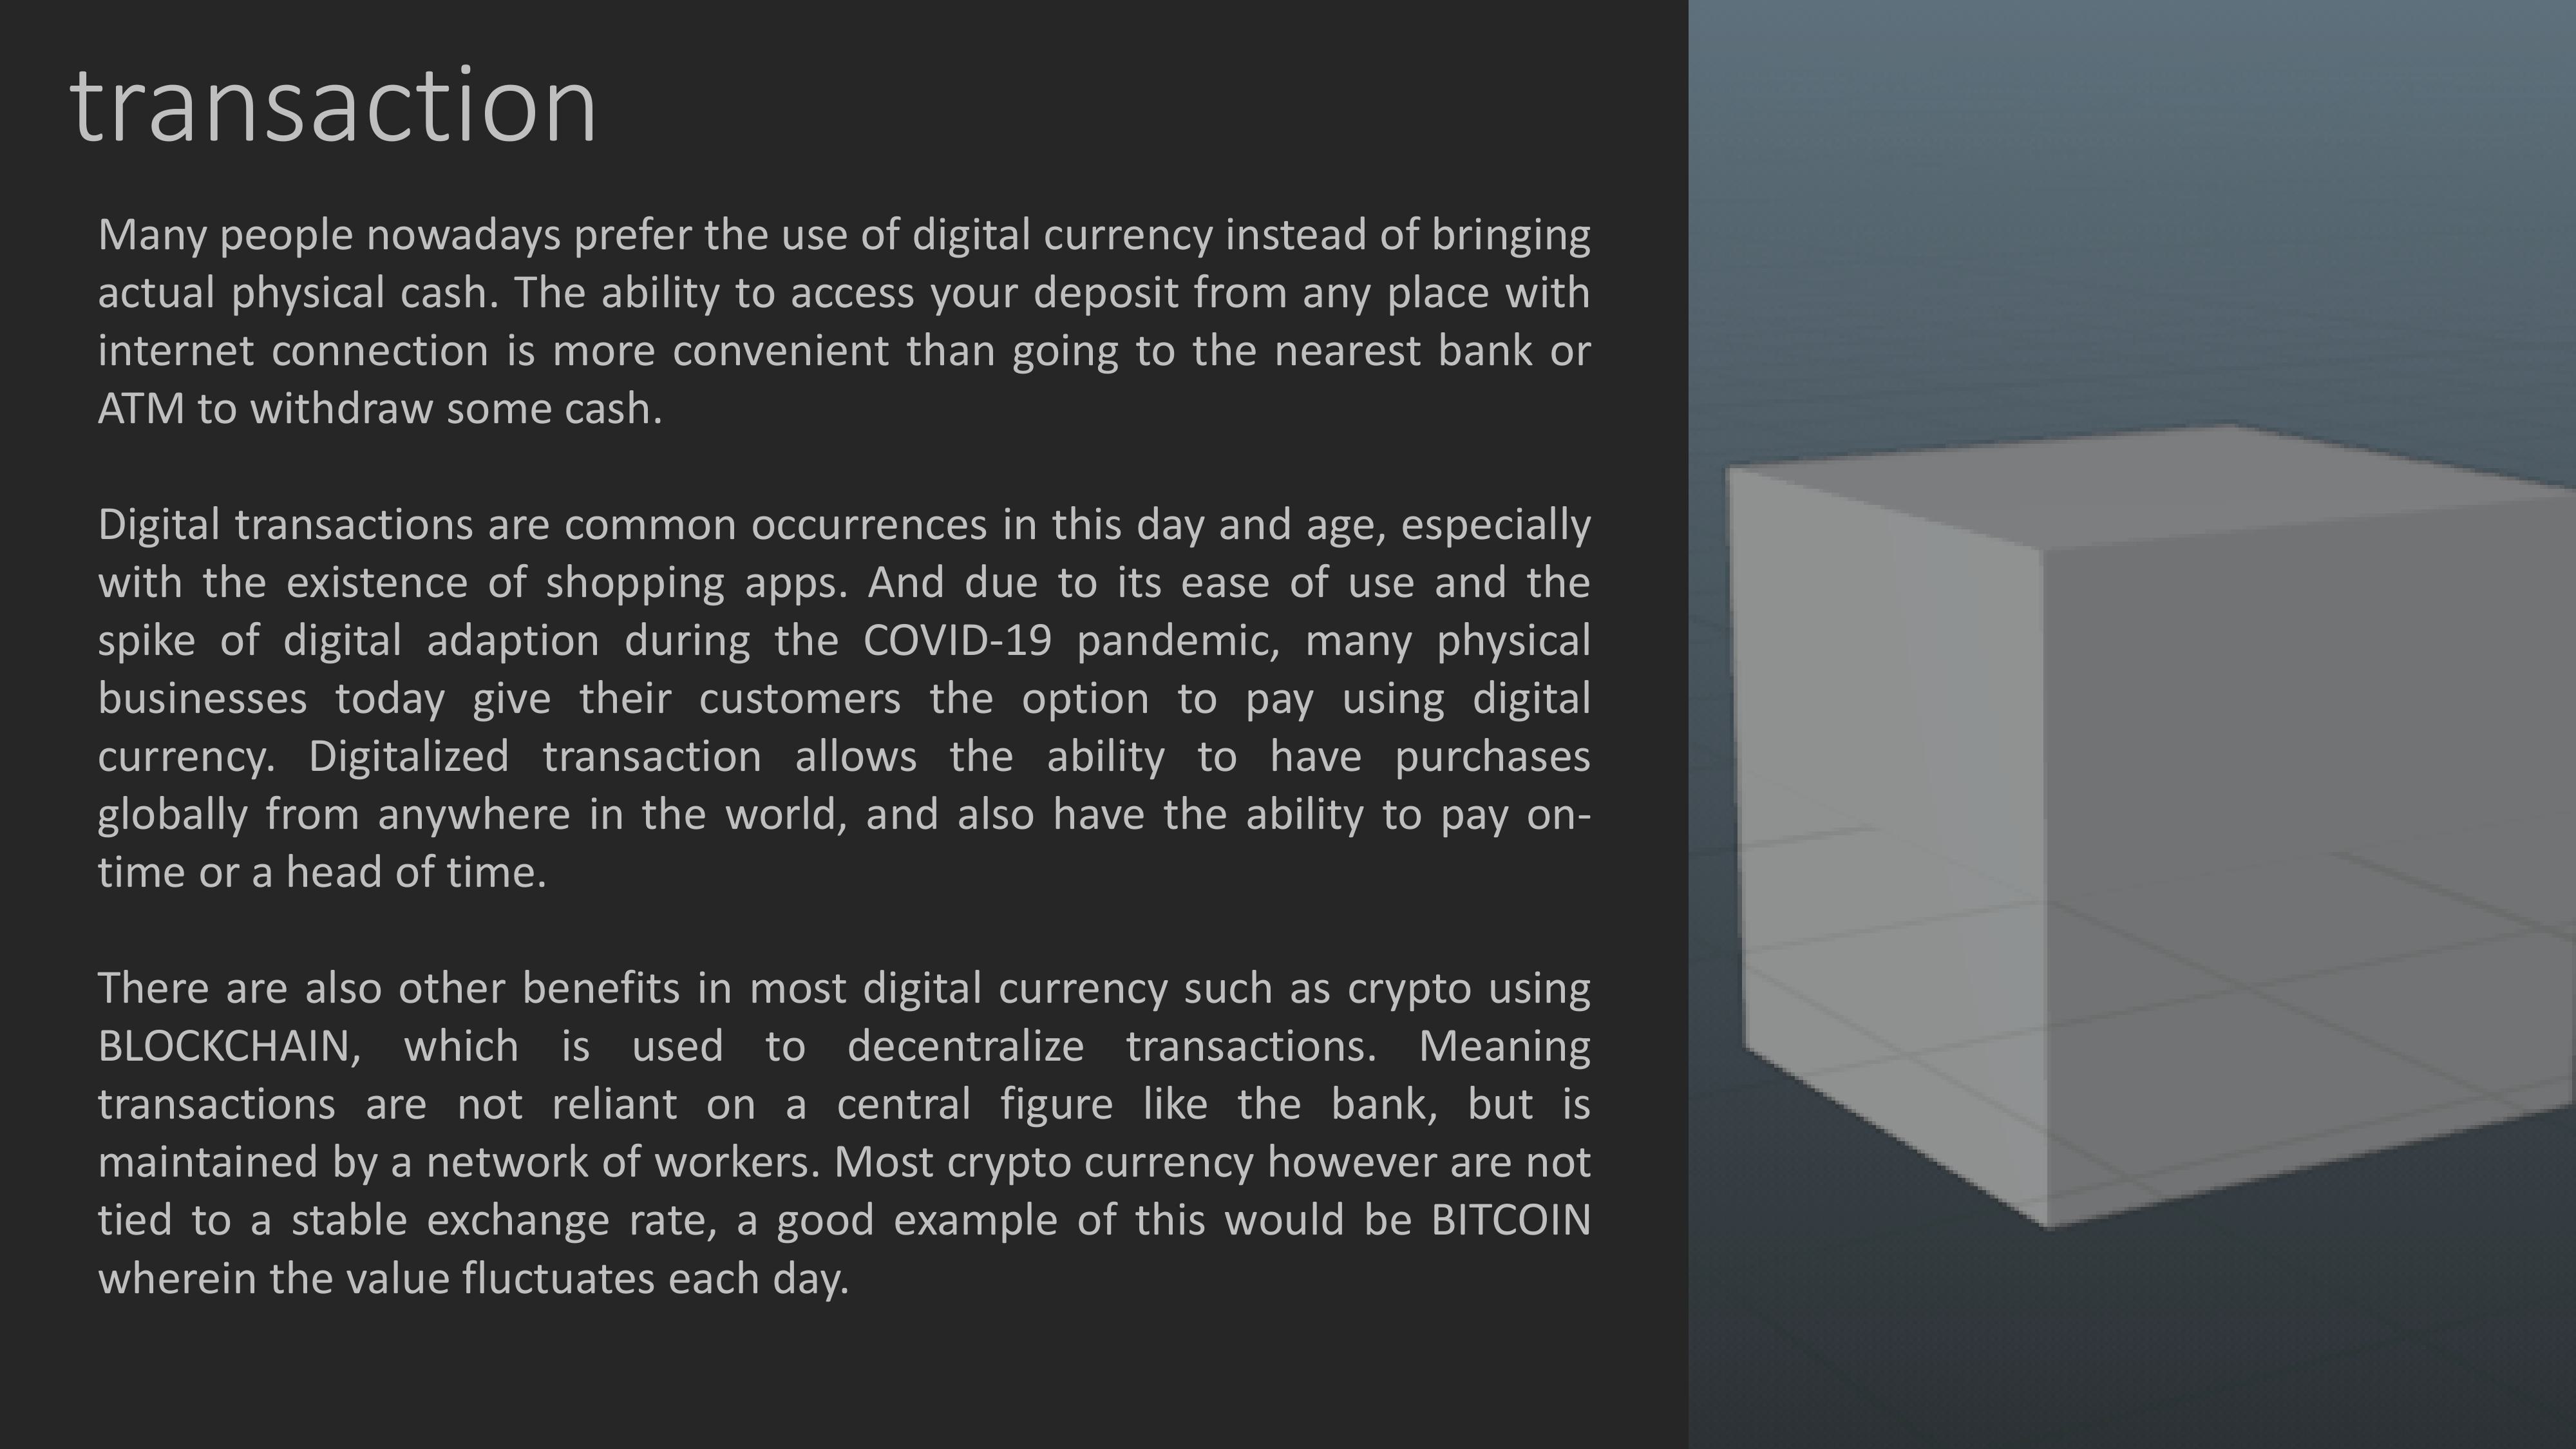 transaction
Many people nowadays prefer the use of digital currency instead of bringing
actual physical cash. The ability to access your deposit from any place with
internet connection is more convenient than going to the nearest bank or
ATM to withdraw some cash.
Digital transactions are common occurrences in this day and age, especially
with the existence of shopping apps. And due to its ease of use and the
spike of digital adaption during the COVID-19 pandemic, many physical
businesses today give their customers the option to pay using digital
currency. Digitalized transaction allows the ability to have purchases
globally from anywhere in the world, and also have the ability to pay on-
time or a head of time.
There are also other benefits in most digital currency such as crypto using
BLOCKCHAIN, which is used to decentralize transactions. Meaning
transactions are not reliant on a central figure like the bank, but is
maintained by a network of workers. Most crypto currency however are not
tied to a stable exchange rate, a good example of this would be BITCOIN
wherein the value fluctuates each day.